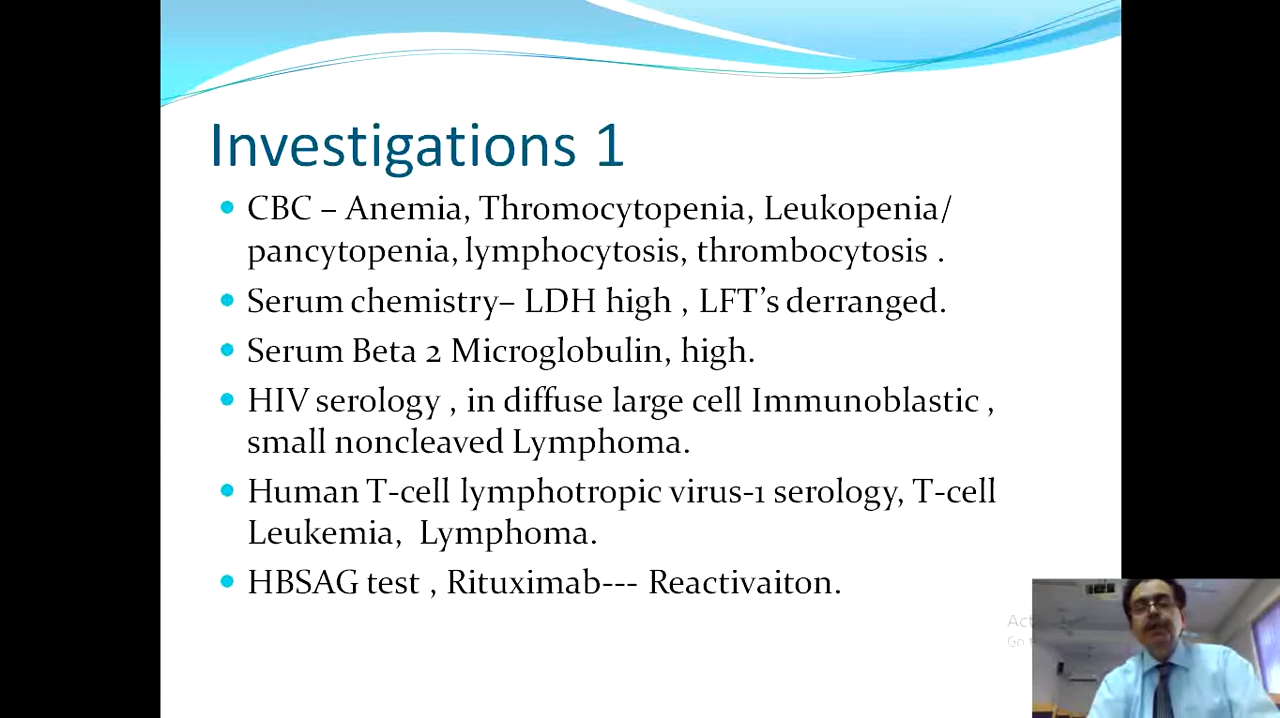 Investigations 1
CBC – Anemia, Thromocytopenia, Leukopenia/
pancytopenia, lymphocytosis, thrombocytosis .
Serum chemistry– LDH high , LFT’s derranged.
Serum Beta 2 Microglobulin, high.
HIV serology , in diffuse large cell Immunoblastic ,
small noncleaved Lymphoma.
Human T-cell lymphotropic virus-1 serology, T-cell
Leukemia, Lymphoma.
HBSAG test , Rituximab--- Reactivaiton.